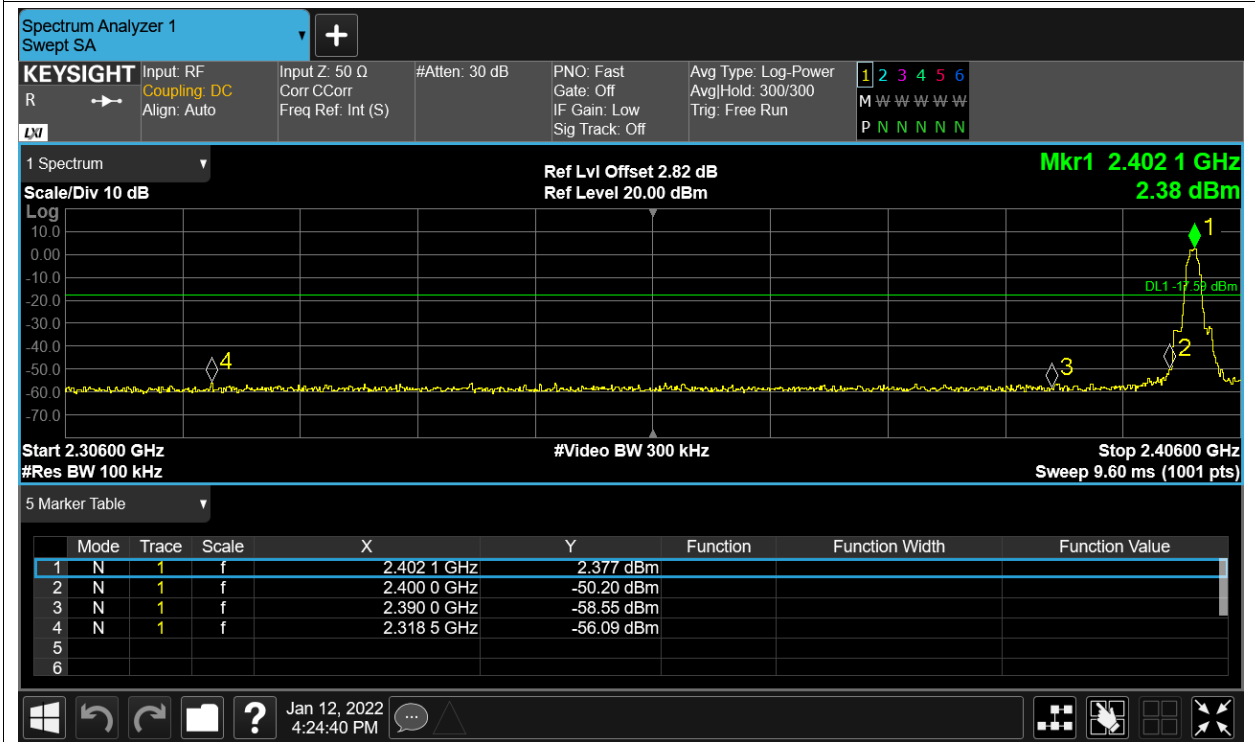 Spectrum Analyzer 1
Swept SA
+
KEYSIGHT
R
LXI
Input: RF
Coupling: DC
Align: Auto
Input Z: 50 Ω
Corr CCorr
Freq Ref: Int (S)
#Atten: 30 dB
PNO: Fast
Gate: Off
IF Gain: Low
Sig Track: Off
Avg Type: Log-Power
Avg|Hold: 300/300
Trig: Free Run
1 2 3 4 5 6
M W W W W W
P N N N N N
1 Spectrum
Scale/Div 10 dB
Ref Lvl Offset 2.82 dB
Ref Level 20.00 dBm
Mkr1 2.402 1 GHz
2.38 dBm
Log
10.0
0.00
-10.0
-20.0
-30.0
-40.0
-50.0
-60.0
-70.0
1
DL1 -17.59 dBm
2
3
4
Start 2.30600 GHz
#Video BW 300 kHz
Stop 2.40600 GHz
#Res BW 100 kHz
Sweep 9.60 ms (1001 pts)
5 Marker Table
Mode Trace Scale X Y Function Function Width Function Value
1 N 1 f 2.402 1 GHz 2.377 dBm
2 N 1 f 2.400 0 GHz -50.20 dBm
3 N 1 f 2.390 0 GHz -58.55 dBm
4 N 1 f 2.318 5 GHz -56.09 dBm
5
6
?
Jan 12, 2022
4:24:40 PM